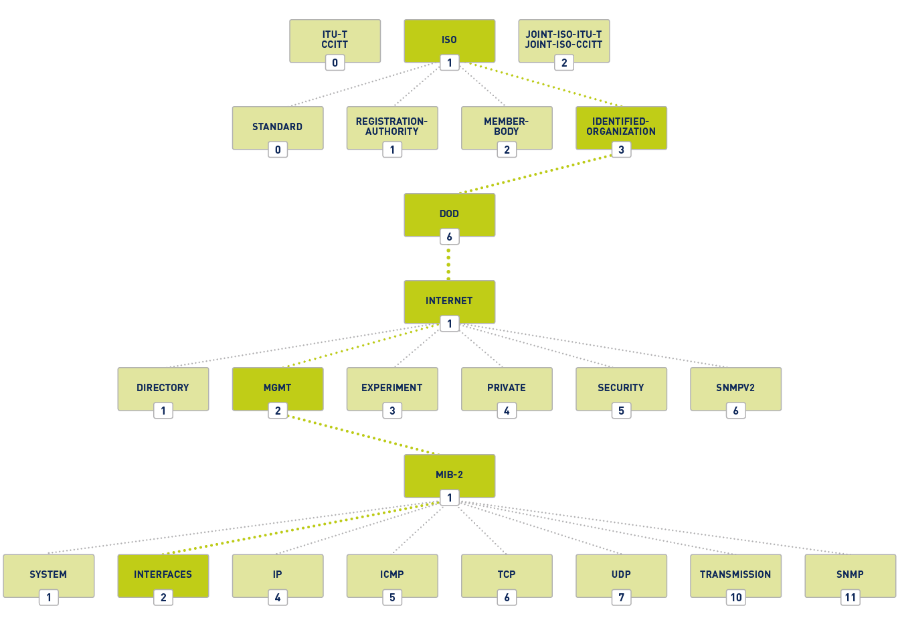 ITU-T
CCITT
0
ISO
1
JOINT-ISO-ITU-T
JOINT-ISO-CCITT
2
STANDARD
0
REGISTRATION-
AUTHORITY
1
MEMBER-
BODY
2
IDENTIFIED-
ORGANIZATION
3
DOD
6
INTERNET
1
DIRECTORY
1
MGMT
2
EXPERIMENT
3
PRIVATE
4
SECURITY
5
SNMPV2
6
MIB-2
1
SYSTEM
1
INTERFACES
2
IP
4
ICMP
5
TCP
6
UDP
7
TRANSMISSION
10
SNMP
11